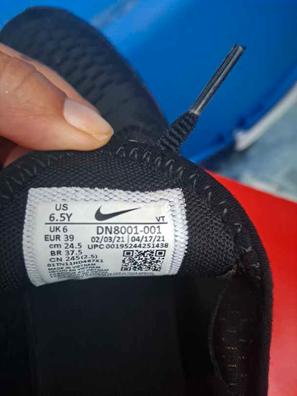 US
6.5Y
VT
UK 6
DN8001-001
EUR 39
02/03/21 | 04/17/21
cm 24.5
UPC 00195244251438
BR 37.5
CN 245(2.5)